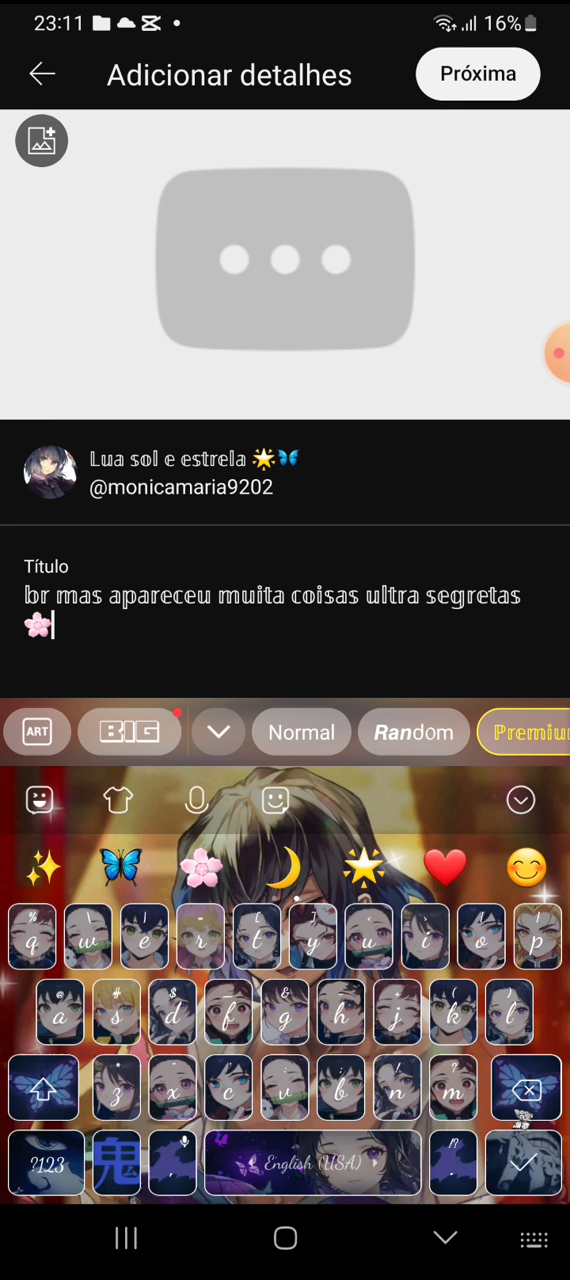 23:11 16%
Adicionar detalhes Próxima
Lua sol e estrela 🌟🦋
@monicamaria9202
Título
br mas apareceu muita coisas ultra segretas
🌸
ART BIG Normal Random Premiu
% \ | = [ ] < > { }
q w e r t y u i o p
@ # $ _ & - + ( )
a s d f g h j k l
* " ' : ; ! ?
z x c v b n m
?123 鬼 , English (USA) . !?